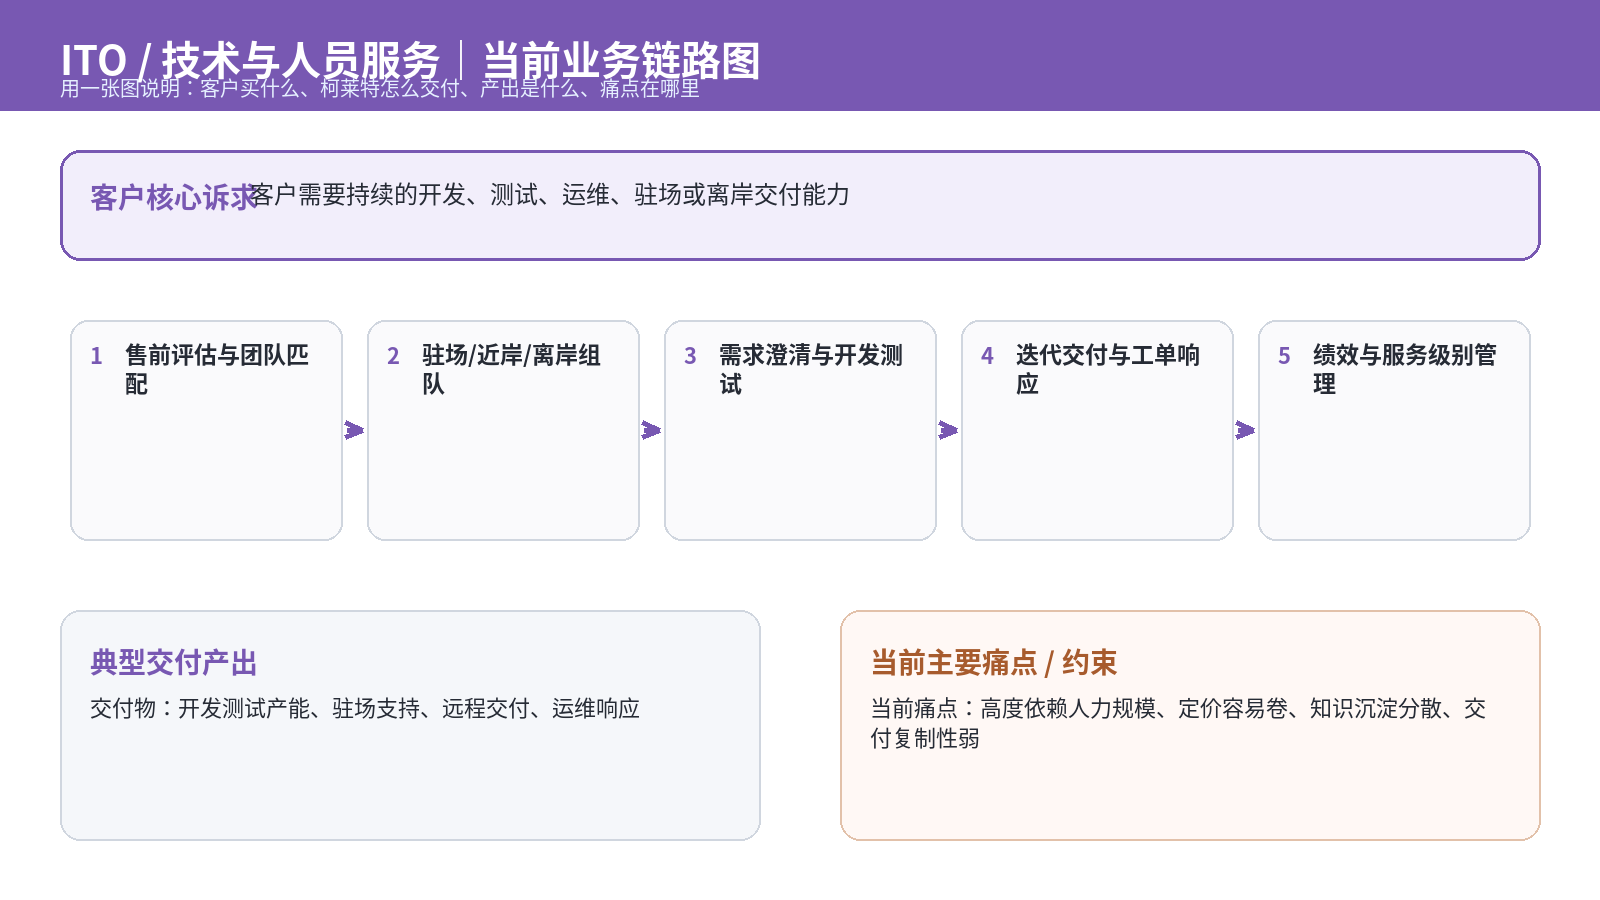 ITO / 技术与人员服务｜当前业务链路图
用一张图说明：客户买什么、柯莱特怎么交付、产出是什么、痛点在哪里
客户核心诉求
客户需要持续的开发、测试、运维、驻场或离岸交付能力
1 售前评估与团队匹
配
2 驻场/近岸/离岸组
队
3 需求澄清与开发测
试
4 迭代交付与工单响
应
5 绩效与服务级别管
理
典型交付产出
交付物：开发测试产能、驻场支持、远程交付、运维响应
当前主要痛点 / 约束
当前痛点：高度依赖人力规模、定价容易卷、知识沉淀分散、交
付复制性弱